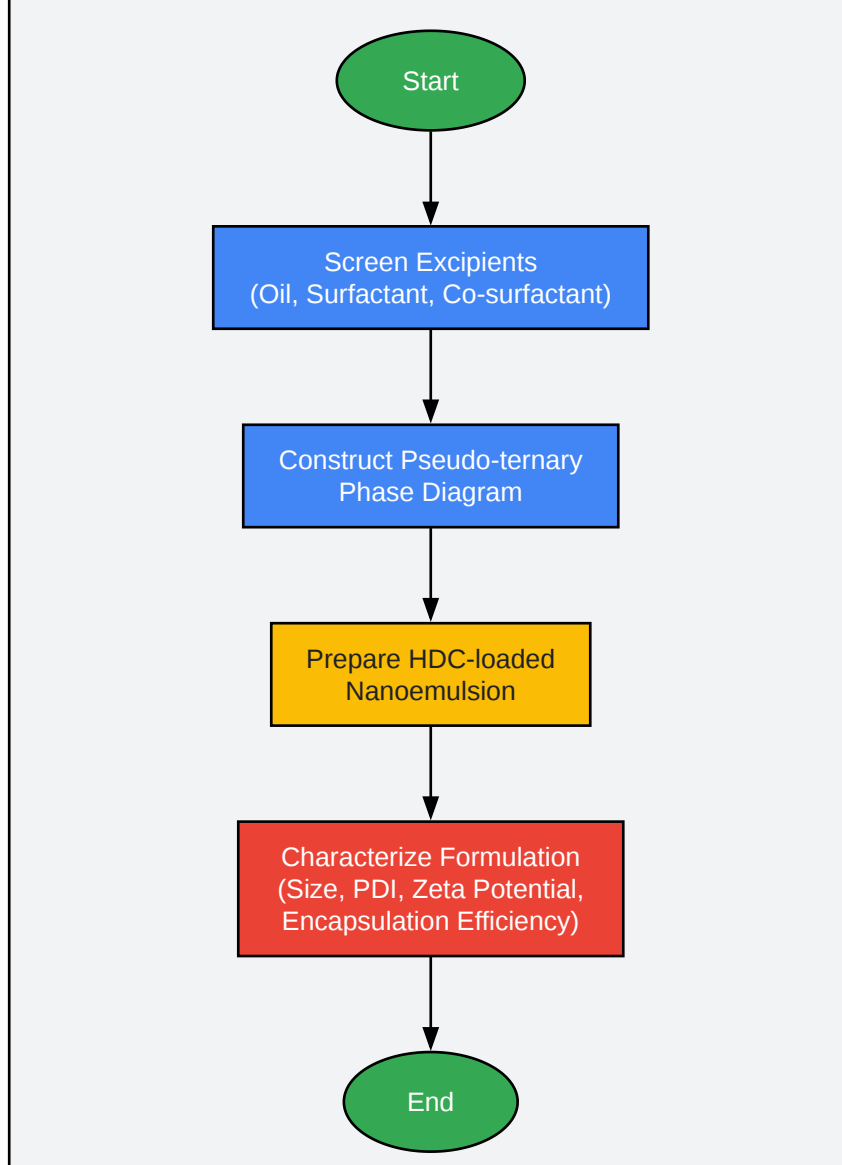 Start
Screen Excipients
(Oil, Surfactant, Co-surfactant)
Construct Pseudo-ternary
Phase Diagram
Prepare HDC-loaded
Nanoemulsion
Characterize Formulation
(Size, PDI, Zeta Potential,
Encapsulation Efficiency)
End